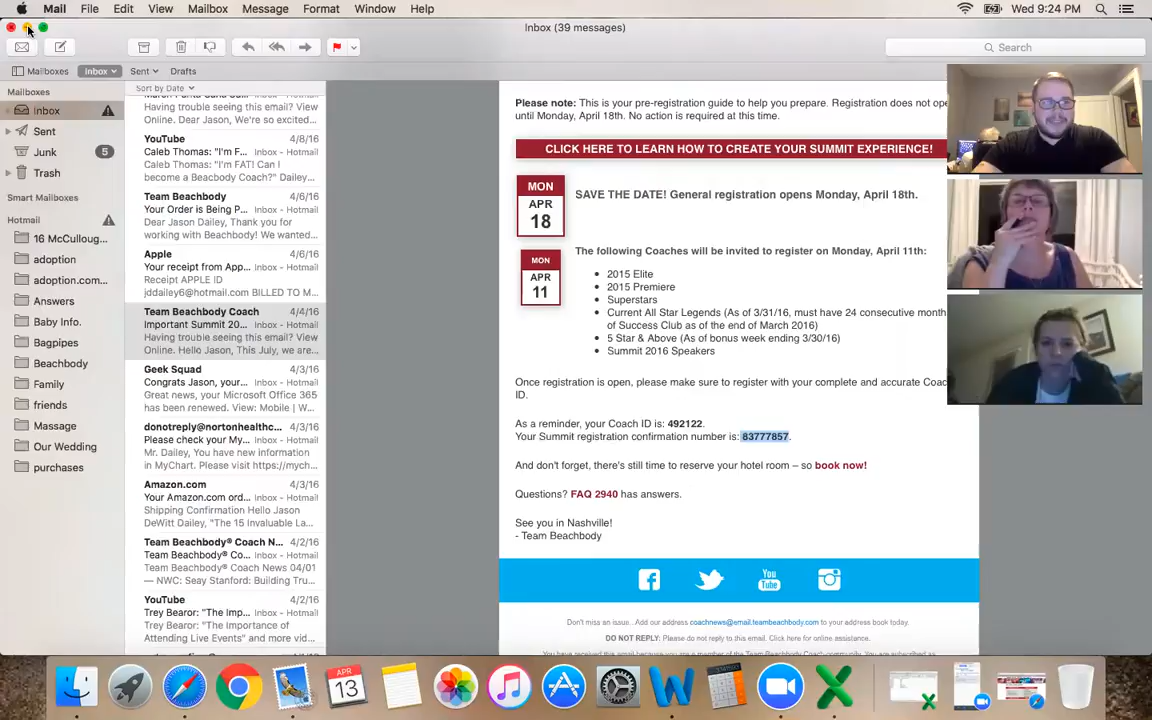 Mail File Edit View Mailbox Message Format Window Help Wed 9:24 PM
Inbox (39 messages)
Search
Mailboxes Inbox Sent Drafts
Mailboxes
Inbox
Sent
Junk 5
Trash
Smart Mailboxes
Hotmail
16 McCulloug...
adoption
adoption.com...
Answers
Baby Info.
Bagpipes
Beachbody
Family
friends
Massage
Our Wedding
purchases
Sort by Date
Having trouble seeing this email? View
Online. Dear Jason, We're so excited...
YouTube 4/8/16
Caleb Thomas: "I'm F... Inbox - Hotmail
Caleb Thomas: "I'm FAT! Can I
become a Beacbody Coach?" Dailey...
Team Beachbody 4/6/16
Your Order is Being P... Inbox - Hotmail
Dear Jason Dailey, Thank you for
working with Beachbody! We wanted...
Apple 4/6/16
Your receipt from App... Inbox - Hotmail
Receipt APPLE ID
jddailey6@hotmail.com BILLED TO M...
Team Beachbody Coach 4/4/16
Important Summit 20... Inbox - Hotmail
Having trouble seeing this email? View
Online. Hello Jason, This July, we are...
Geek Squad 4/3/16
Congrats Jason, your... Inbox - Hotmail
Great news, your Microsoft Office 365
has been renewed. View: Mobile | W...
donotreply@nortonhealthc... 4/3/16
Please check your My... Inbox - Hotmail
Mr. Dailey, You have new information
in MyChart. Please visit https://mych...
Amazon.com 4/3/16
Your Amazon.com ord... Inbox - Hotmail
Shipping Confirmation Hello Jason
DeWitt Dailey, "The 15 Invaluable La...
Team Beachbody® Coach N... 4/2/16
Team Beachbody® Co... Inbox - Hotmail
Team Beachbody® Coach News 04/01
— NWC: Seay Stanford: Building Tru...
YouTube 4/2/16
Trey Bearor: "The Imp... Inbox - Hotmail
Trey Bearor: "The Importance of
Attending Live Events" and more vid...
Please note: This is your pre-registration guide to help you prepare. Registration does not ope
until Monday, April 18th. No action is required at this time.
CLICK HERE TO LEARN HOW TO CREATE YOUR SUMMIT EXPERIENCE!
MON
APR
18
SAVE THE DATE! General registration opens Monday, April 18th.
MON
APR
11
The following Coaches will be invited to register on Monday, April 11th:
• 2015 Elite
• 2015 Premiere
• Superstars
• Current All Star Legends (As of 3/31/16, must have 24 consecutive month
of Success Club as of the end of March 2016)
• 5 Star & Above (As of bonus week ending 3/30/16)
• Summit 2016 Speakers
Once registration is open, please make sure to register with your complete and accurate Coac
ID.
As a reminder, your Coach ID is: 492122.
Your Summit registration confirmation number is: 83777857.
And don't forget, there's still time to reserve your hotel room – so book now!
Questions? FAQ 2940 has answers.
See you in Nashville!
- Team Beachbody
You Tube
Don't miss an issue...Add our address coachnews@email.teambeachbody.com to your address book today.
DO NOT REPLY: Please do not reply to this email. Click here for online assistance.
APR
13